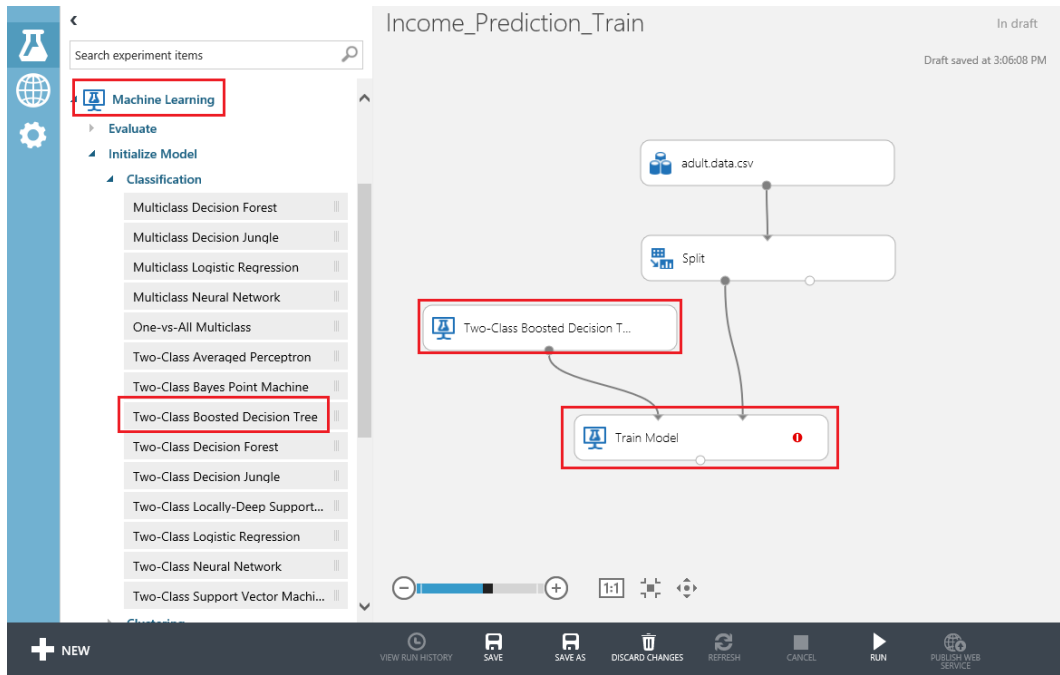 Income_Prediction_Train
In draft
Draft saved at 3:06:08 PM
Search experiment items
Machine Learning
Evaluate
Initialize Model
Classification
Multiclass Decision Forest
Multiclass Decision Jungle
Multiclass Logistic Regression
Multiclass Neural Network
One-vs-All Multiclass
Two-Class Averaged Perceptron
Two-Class Bayes Point Machine
Two-Class Boosted Decision Tree
Two-Class Decision Forest
Two-Class Decision Jungle
Two-Class Locally-Deep Support...
Two-Class Logistic Regression
Two-Class Neural Network
Two-Class Support Vector Machi...
Clustering
adult.data.csv
Split
Two-Class Boosted Decision T...
Train Model
1:1
NEW
VIEW RUN HISTORY
SAVE
SAVE AS
DISCARD CHANGES
REFRESH
CANCEL
RUN
PUBLISH WEB
SERVICE